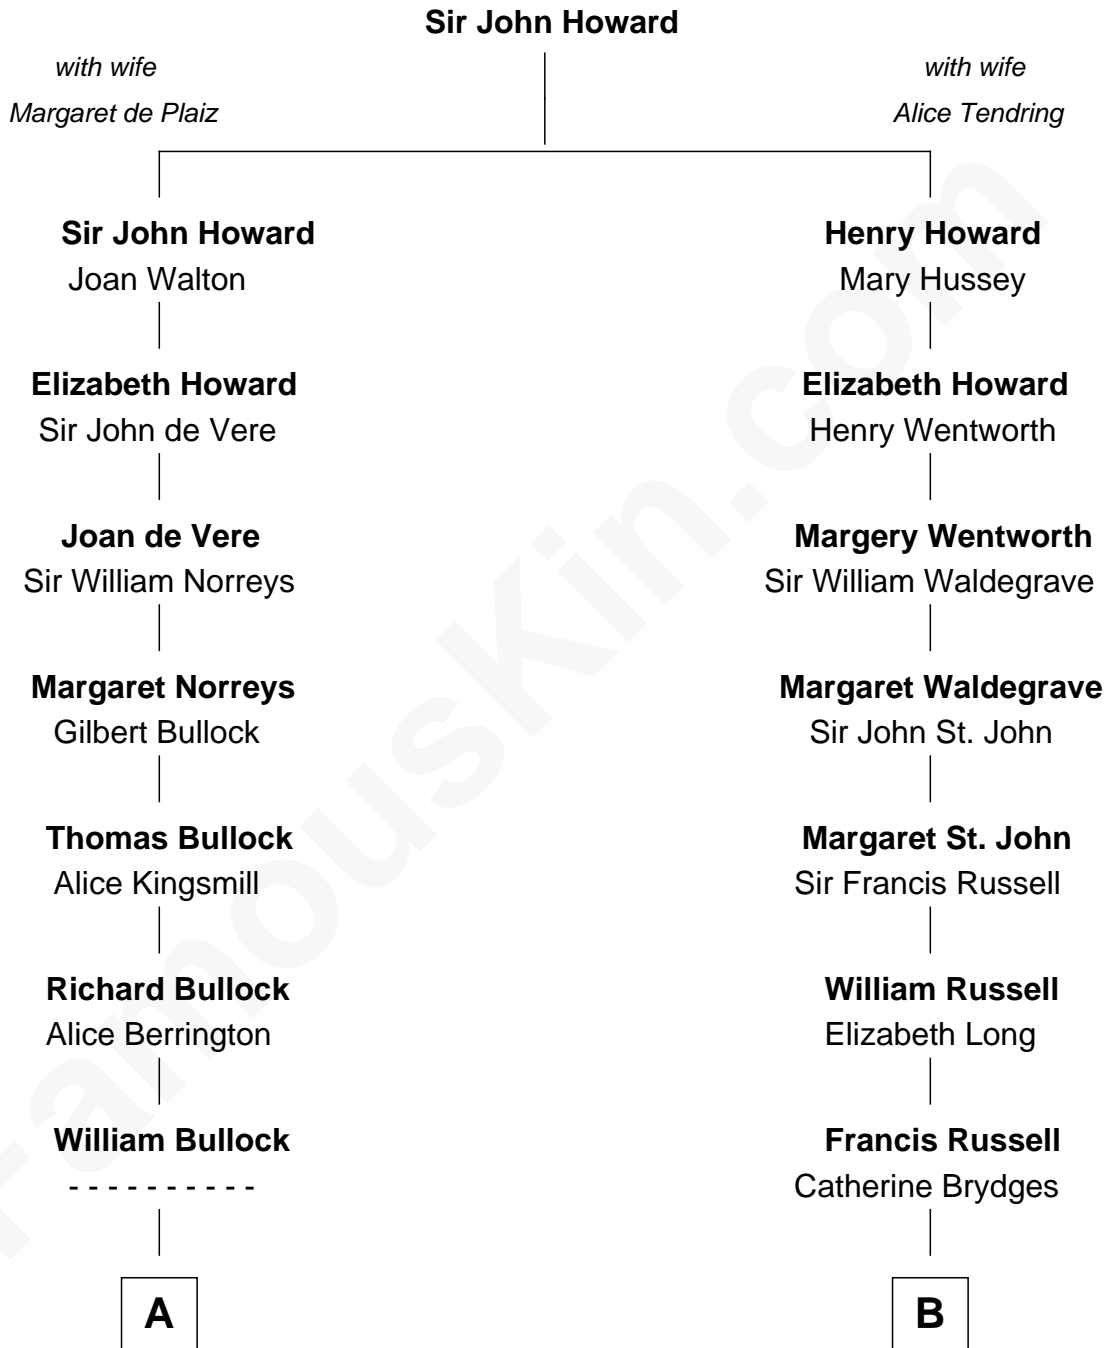 Sir John Howard
with wife
Margaret de Plaiz
with wife
Alice Tendring
Sir John Howard
Joan Walton
Henry Howard
Mary Hussey
Elizabeth Howard
Sir John de Vere
Elizabeth Howard
Henry Wentworth
Joan de Vere
Sir William Norreys
Margery Wentworth
Sir William Waldegrave
Margaret Norreys
Gilbert Bullock
Margaret Waldegrave
Sir John St. John
Thomas Bullock
Alice Kingsmill
Margaret St. John
Sir Francis Russell
Richard Bullock
Alice Berrington
William Russell
Elizabeth Long
William Bullock
- - - - - - - - - -
Francis Russell
Catherine Brydges
A
B
FamousKin.com